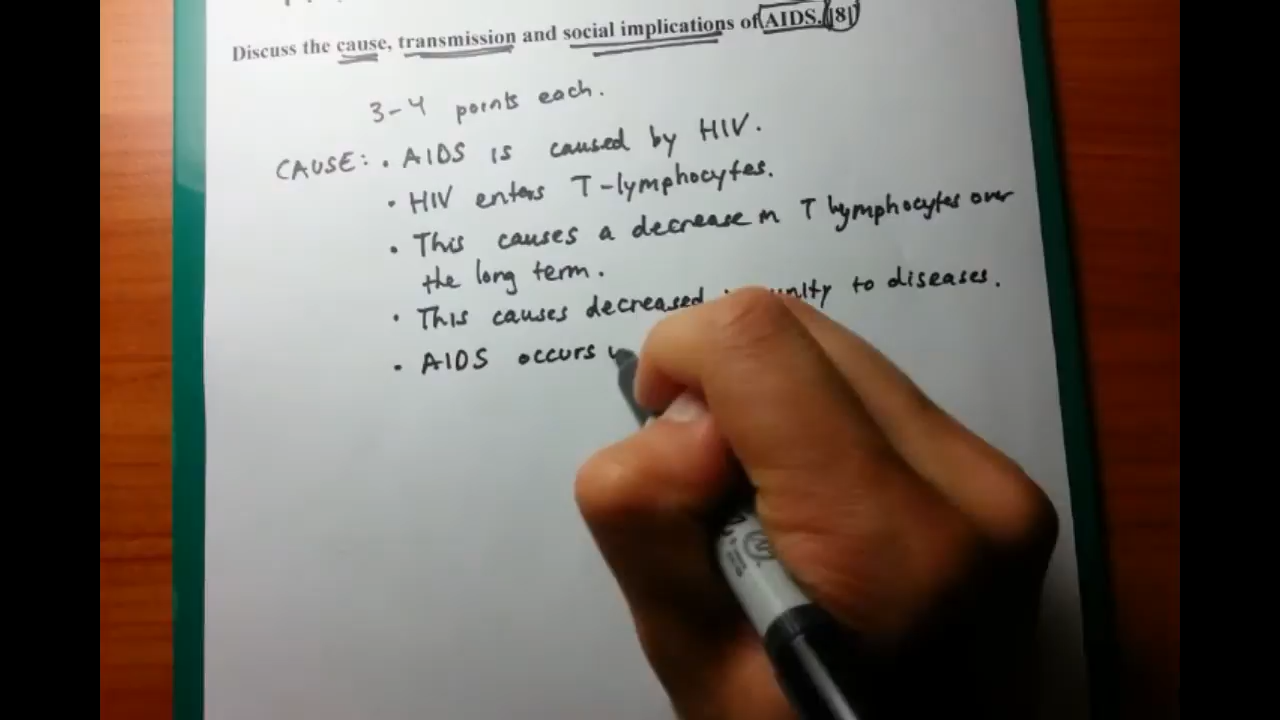 Discuss the cause, transmission and social implications of AIDS. (8)
3-4 points each.
CAUSE: • AIDS is caused by HIV.
• HIV enters T-lymphocytes.
• This causes a decrease in T lymphocytes over
the long term.
• This causes decreased to diseases.
• AIDS occurs